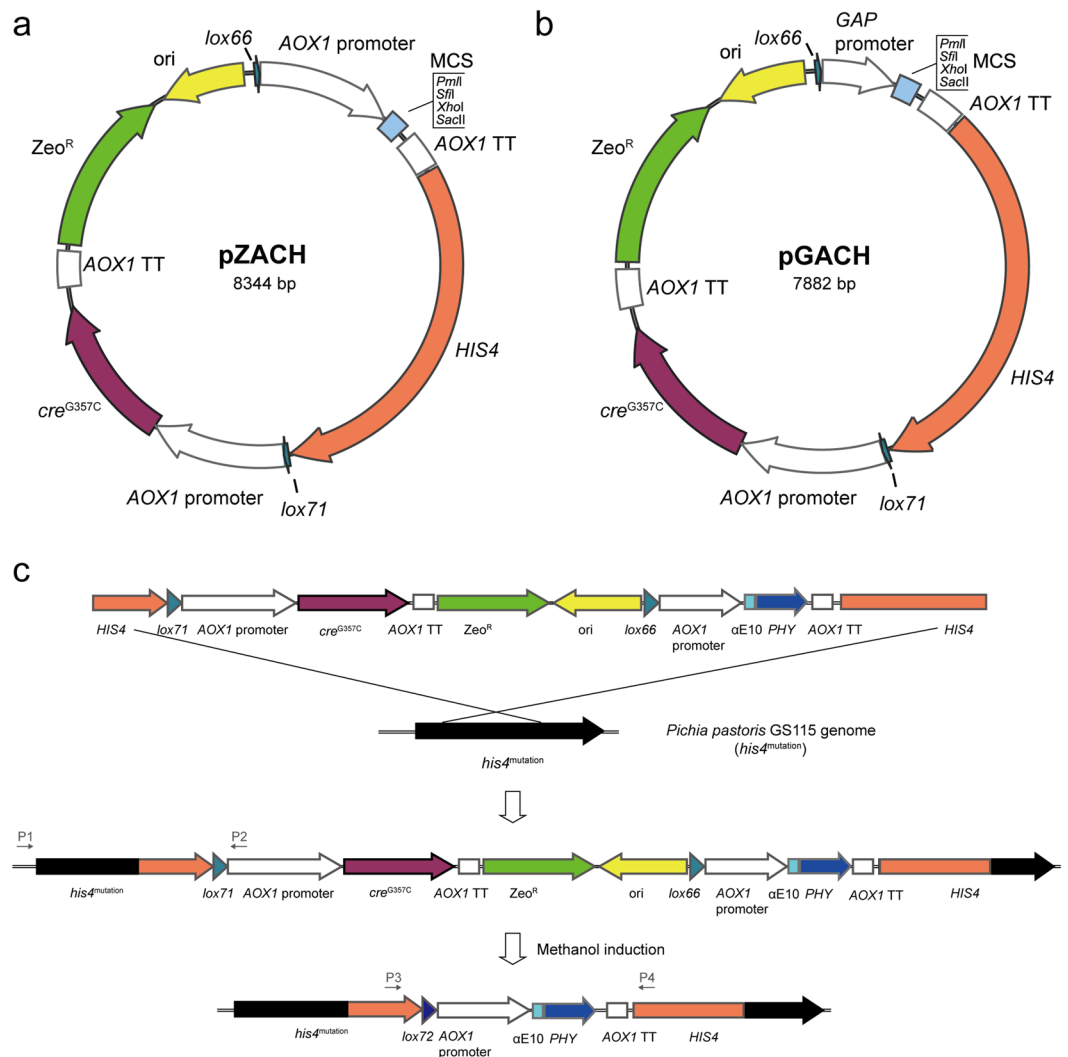 a
lox66
AOX1 promoter
ori
MCS
PmlI
SfiI
XhoI
SacII
AOX1 TT
ZeoR
AOX1 TT
pZACH
8344 bp
HIS4
creG357C
AOX1 promoter
lox71
b
lox66
GAP
promoter
ori
MCS
PmlI
SfiI
XhoI
SacII
AOX1 TT
ZeoR
AOX1 TT
pGACH
7882 bp
HIS4
creG357C
AOX1 promoter
lox71
c
HIS4
lox71
AOX1 promoter
creG357C
AOX1 TT
ZeoR
ori
lox66
AOX1
promoter
αE10
PHY
AOX1 TT
HIS4
his4mutation
Pichia pastoris GS115 genome
(his4mutation)
P1
P2
his4mutation
lox71
AOX1 promoter
creG357C
AOX1 TT
ZeoR
ori
lox66
AOX1
promoter
αE10
PHY
AOX1 TT
HIS4
Methanol induction
P3
P4
his4mutation
lox72
AOX1
promoter
αE10
PHY
AOX1 TT
HIS4